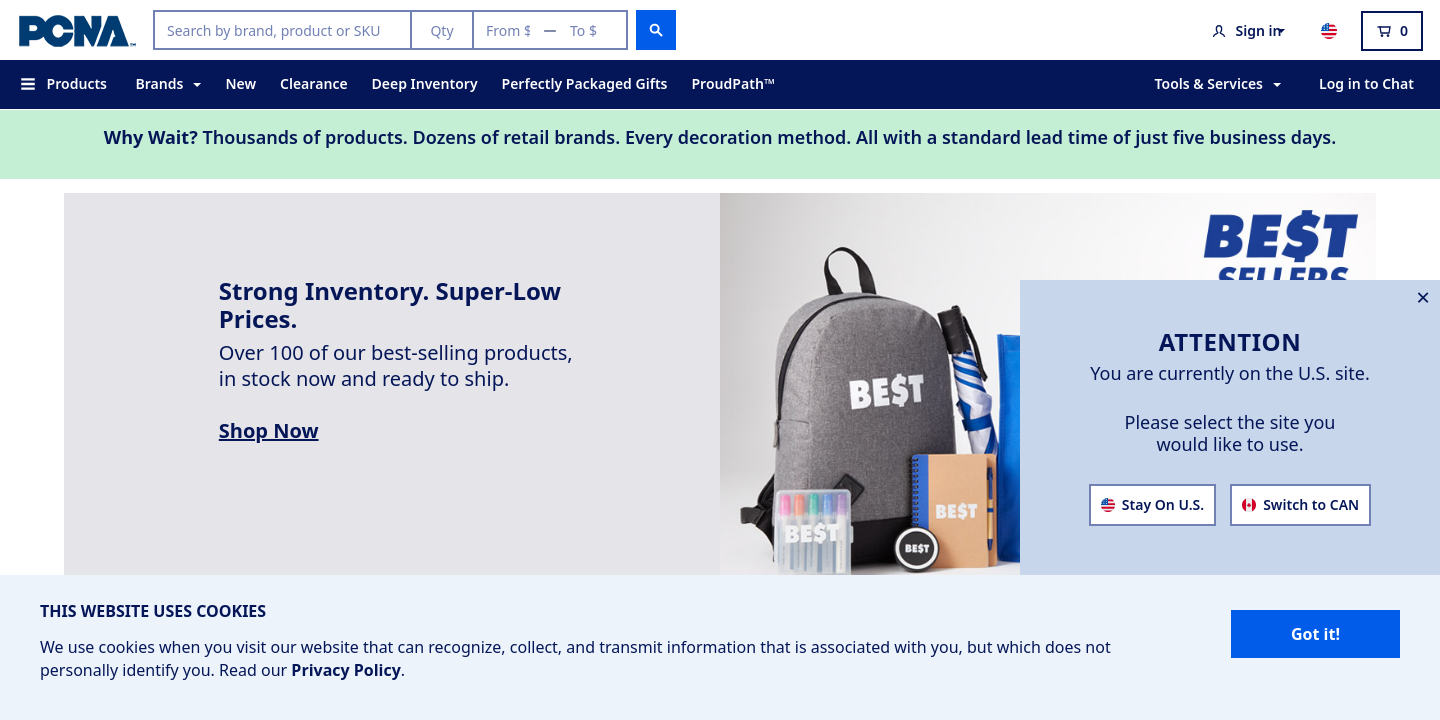 PCNA™
Search by brand, product or SKU
Qty
From $ — To $
Sign in
0
Products
Brands
New
Clearance
Deep Inventory
Perfectly Packaged Gifts
ProudPath™
Tools & Services
Log in to Chat
Why Wait? Thousands of products. Dozens of retail brands. Every decoration method. All with a standard lead time of just five business days.
Strong Inventory. Super-Low
Prices.
Over 100 of our best-selling products,
in stock now and ready to ship.
Shop Now
BE$T
SELLERS
BE$T
BE$T
BE$T
BE$T
ATTENTION
You are currently on the U.S. site.
Please select the site you
would like to use.
Stay On U.S.
Switch to CAN
THIS WEBSITE USES COOKIES
We use cookies when you visit our website that can recognize, collect, and transmit information that is associated with you, but which does not
personally identify you. Read our Privacy Policy.
Got it!